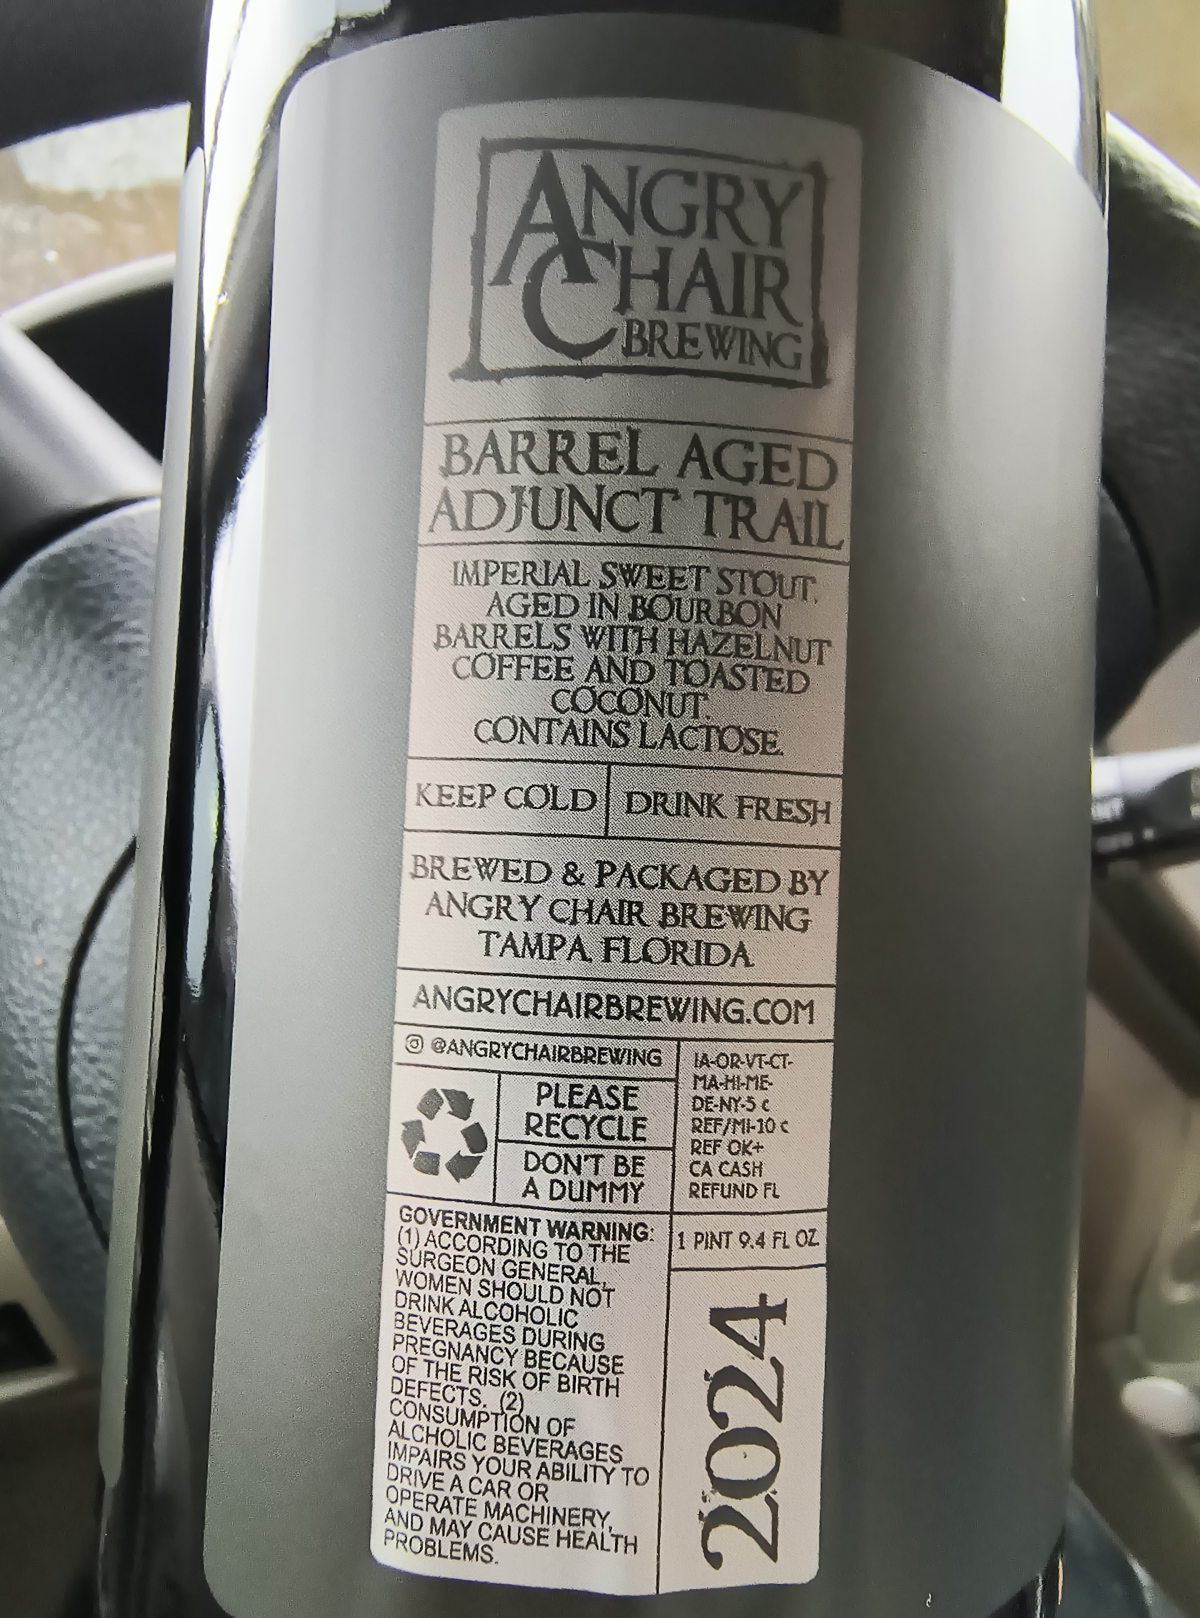 ANGRY
CHAIR
BREWING
BARREL AGED
ADJUNCT TRAIL
IMPERIAL SWEET STOUT,
AGED IN BOURBON
BARRELS WITH HAZELNUT
COFFEE AND TOASTED
COCONUT.
CONTAINS LACTOSE.
KEEP COLD
DRINK FRESH
BREWED & PACKAGED BY
ANGRY CHAIR BREWING
TAMPA FLORIDA
ANGRYCHAIRBREWING.COM
@ANGRYCHAIRBREWING
PLEASE
RECYCLE
DON'T BE
A DUMMY
IA-OR-VT-CT-
MA-HI-ME-
DE-NY-5 ¢
REF/MI-10 ¢
REF OK+
CA CASH
REFUND FL
1 PINT 9.4 FL OZ
GOVERNMENT WARNING:
(1) ACCORDING TO THE
SURGEON GENERAL,
WOMEN SHOULD NOT
DRINK ALCOHOLIC
BEVERAGES DURING
PREGNANCY BECAUSE
OF THE RISK OF BIRTH
DEFECTS. (2)
CONSUMPTION OF
ALCHOLIC BEVERAGES
IMPAIRS YOUR ABILITY TO
DRIVE A CAR OR
OPERATE MACHINERY,
AND MAY CAUSE HEALTH
PROBLEMS.
2024